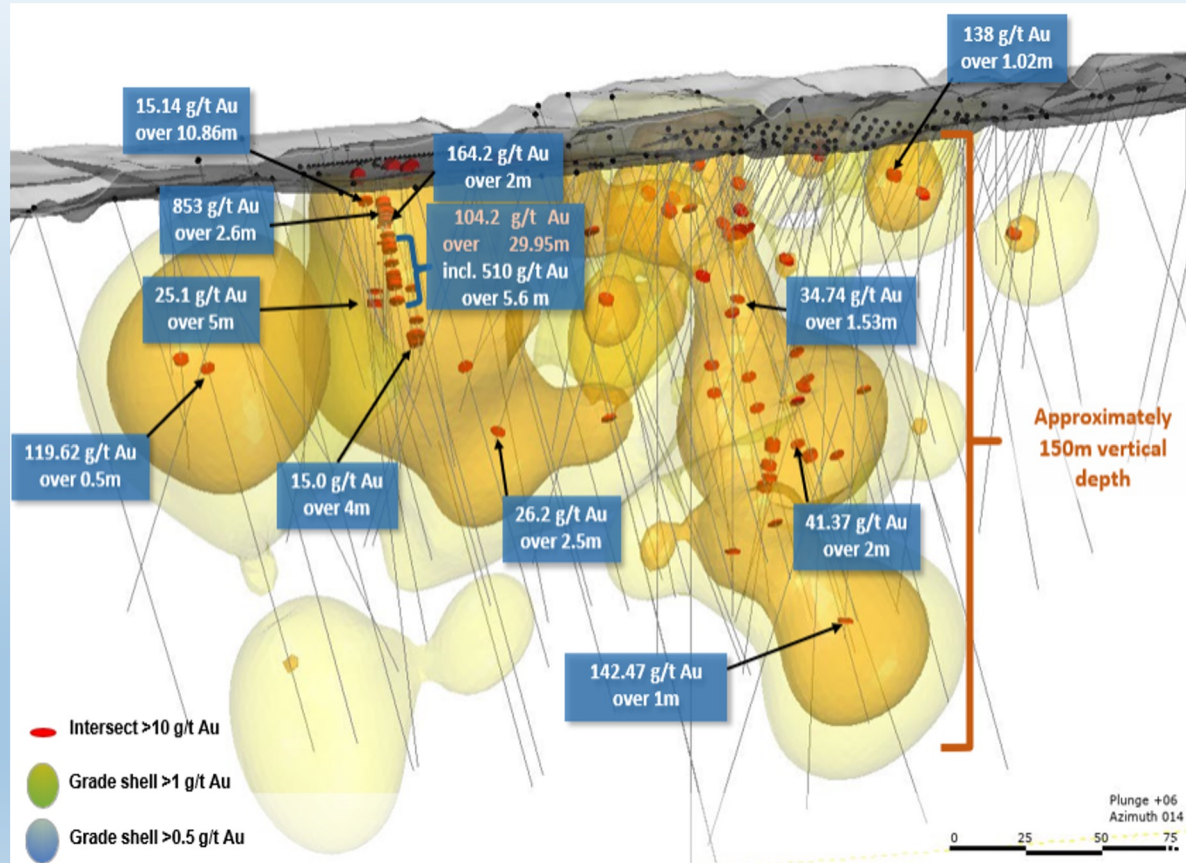 138 g/t Au
over 1.02m
15.14 g/t Au
over 10.86m
164.2 g/t Au
over 2m
853 g/t Au
over 2.6m
104.2 g/t Au
over 29.95m
incl. 510 g/t Au
over 5.6 m
25.1 g/t Au
over 5m
34.74 g/t Au
over 1.53m
Approximately
150m vertical
depth
119.62 g/t Au
over 0.5m
15.0 g/t Au
over 4m
26.2 g/t Au
over 2.5m
41.37 g/t Au
over 2m
142.47 g/t Au
over 1m
Intersect >10 g/t Au
Grade shell >1 g/t Au
Grade shell >0.5 g/t Au
Plunge +06
Azimuth 014
0 25 50 75